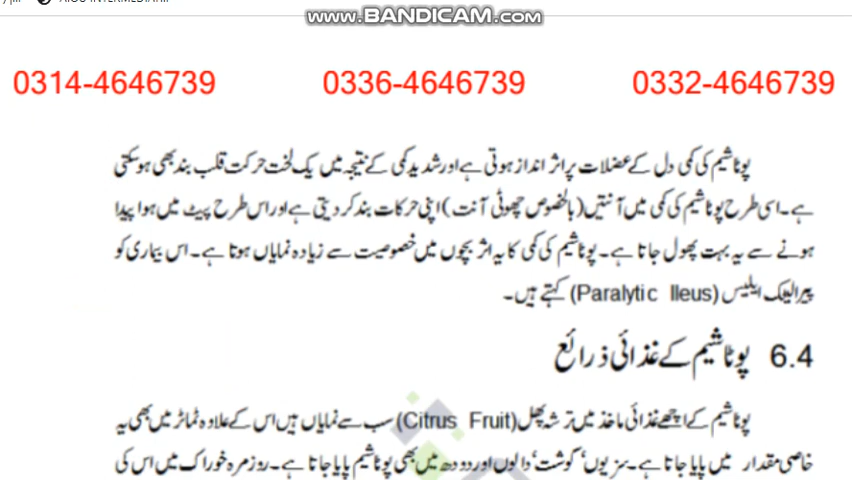 AIOU INTERMEDIA
www.BANDICAM.com
0314-4646739 0336-4646739 0332-4646739
پوٹاشیم کی کمی دل کے عضلات پر اثر انداز ہوتی ہے اور شدید کمی کے نتیجہ میں یک لخت حرکت قلب بند بھی ہو سکتی
ہے۔ اسی طرح پوٹاشیم کی کمی میں آنتیں (بالخصوص چھوٹی آنت) اپنی حرکات بند کر دیتی ہے اور اس طرح پیٹ میں ہوا پیدا
ہونے سے یہ بہت پھول جاتا ہے۔ پوٹاشیم کی کمی کا یہ اثر بچوں میں خصوصیت سے زیادہ نمایاں ہوتا ہے۔ اس بیماری کو
پیرالیٹک ایلیس (Paralytic Ileus) کہتے ہیں۔
6.4 پوٹاشیم کے غذائی ذرائع
پوٹاشیم کے اچھے غذائی ماخذ میں ترشہ پھل (Citrus Fruit) سب سے نمایاں ہیں اس کے علاوہ ٹماٹر میں بھی یہ
خاصی مقدار میں پایا جاتا ہے۔ سبزیوں‘ گوشت‘ دالوں اور دودھ میں بھی پوٹاشیم پایا جاتا ہے۔ روزمرہ خوراک میں اس کی